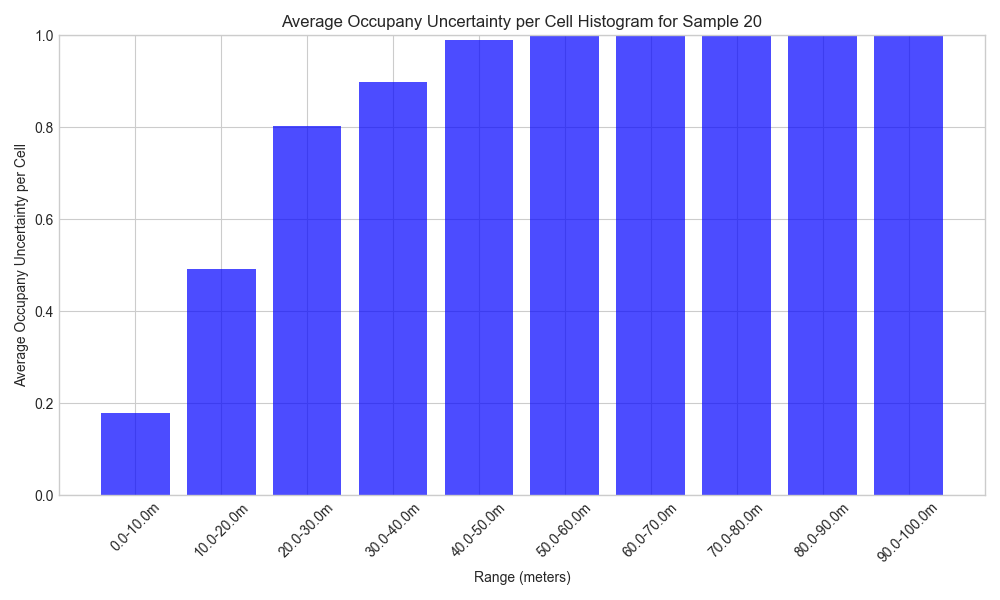 Average Occupany Uncertainty per Cell Histogram for Sample 20
Average Occupany Uncertainty per Cell
1.0
0.8
0.6
0.4
0.2
0.0
0.0-10.0m
10.0-20.0m
20.0-30.0m
30.0-40.0m
40.0-50.0m
50.0-60.0m
60.0-70.0m
70.0-80.0m
80.0-90.0m
90.0-100.0m
Range (meters)